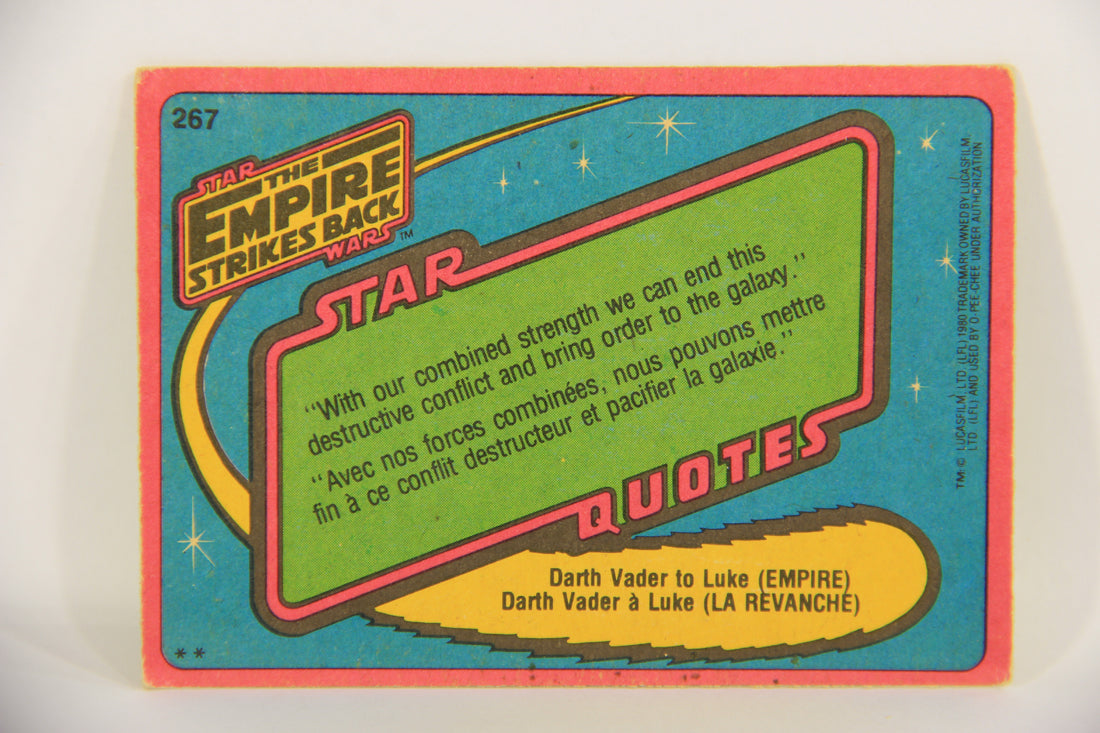 267
STAR
THE
EMPIRE
STRIKES BACK
WARS TM
STAR
"With our combined strength we can end this
destructive conflict and bring order to the galaxy."
"Avec nos forces combinées, nous pouvons mettre
fin à ce conflit destructeur et pacifier la galaxie."
QUOTES
Darth Vader to Luke (EMPIRE)
Darth Vader à Luke (LA REVANCHE)
TM: © LUCASFILM, LTD. (LFL) 1980 TRADEMARK OWNED BY LUCASFILM,
LTD. (LFL) AND USED BY O-PEE-CHEE UNDER AUTHORIZATION
**